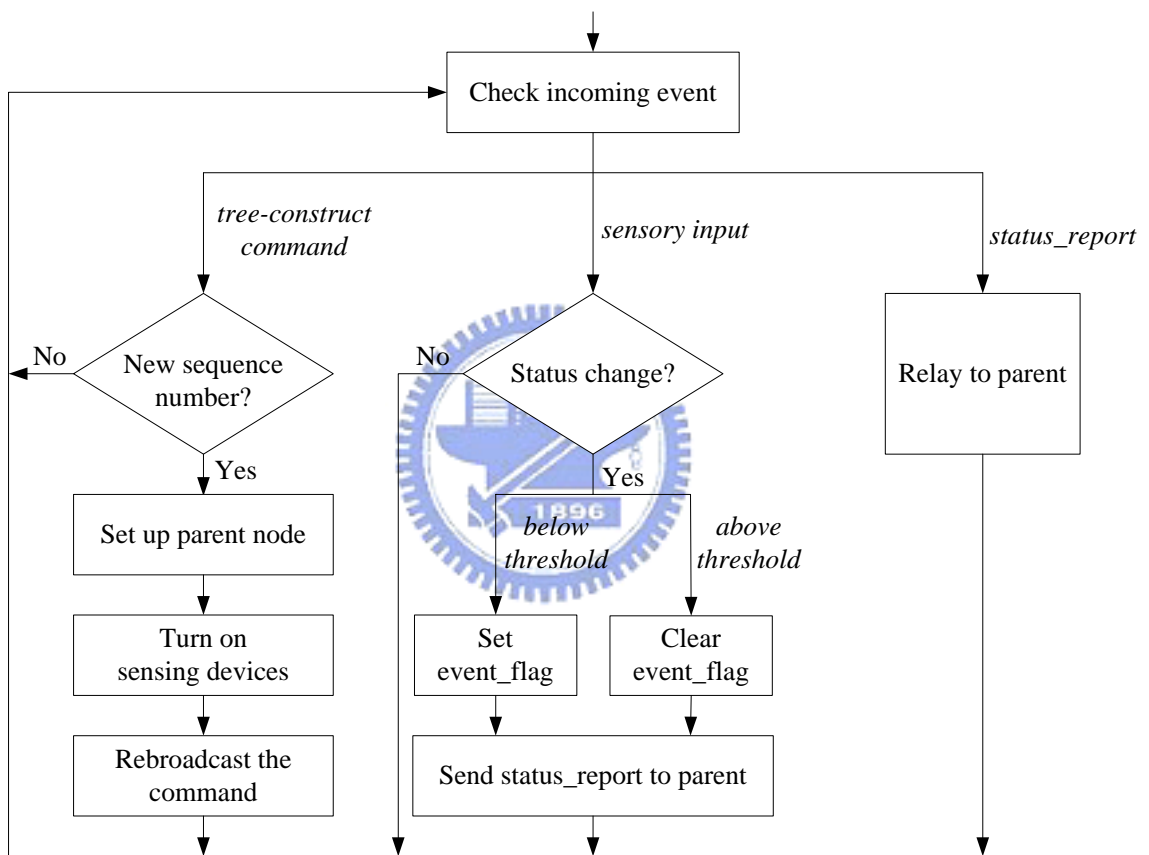 Check incoming event
tree-construct
command
sensory input
status_report
No
New sequence
number?
Yes
Set up parent node
Turn on
sensing devices
Rebroadcast the
command
No
Status change?
Yes
1896
below
threshold
above
threshold
Set
event_flag
Clear
event_flag
Send status_report to parent
Relay to parent